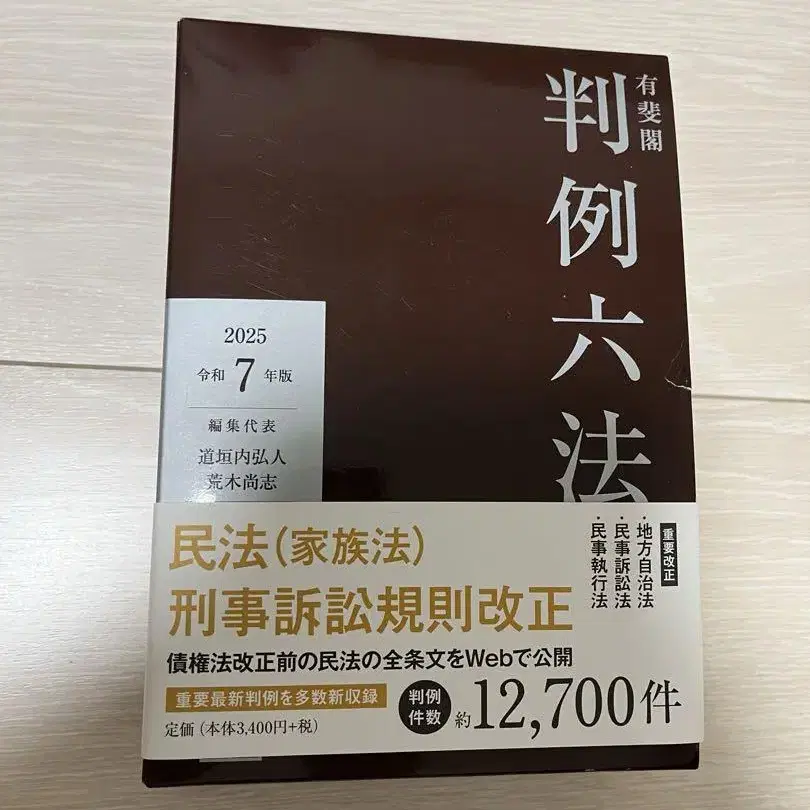 有斐閣
判例六法
2025
令和7年版
編集代表
道垣内弘人
荒木尚志
民法(家族法)
刑事訴訟規則改正
重要改正
・地方自治法
・民事訴訟法
・民事執行法
債権法改正前の民法の全条文をWebで公開
重要最新判例を多数新収録
判例件数 約12,700件
定価(本体3,400円+税)